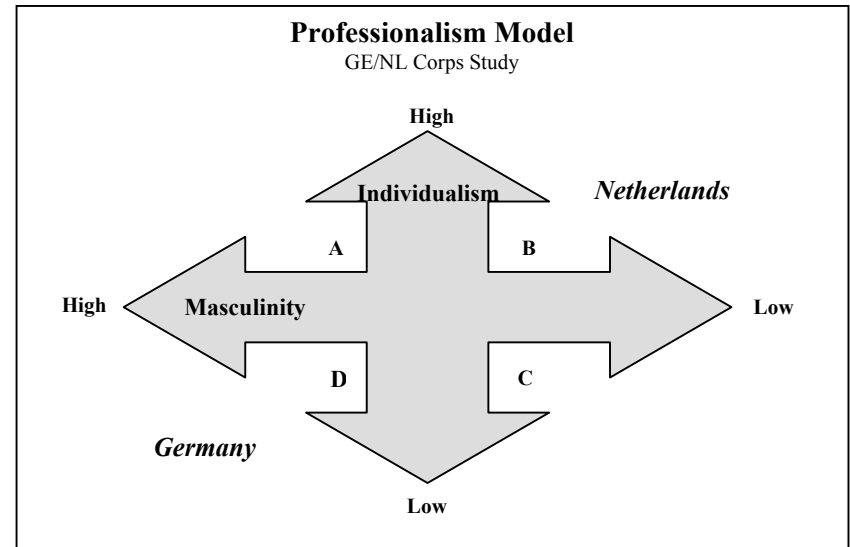 Professionalism Model
GE/NL Corps Study
High
Individualism
Netherlands
A
B
High
Masculinity
Low
D
C
Germany
Low